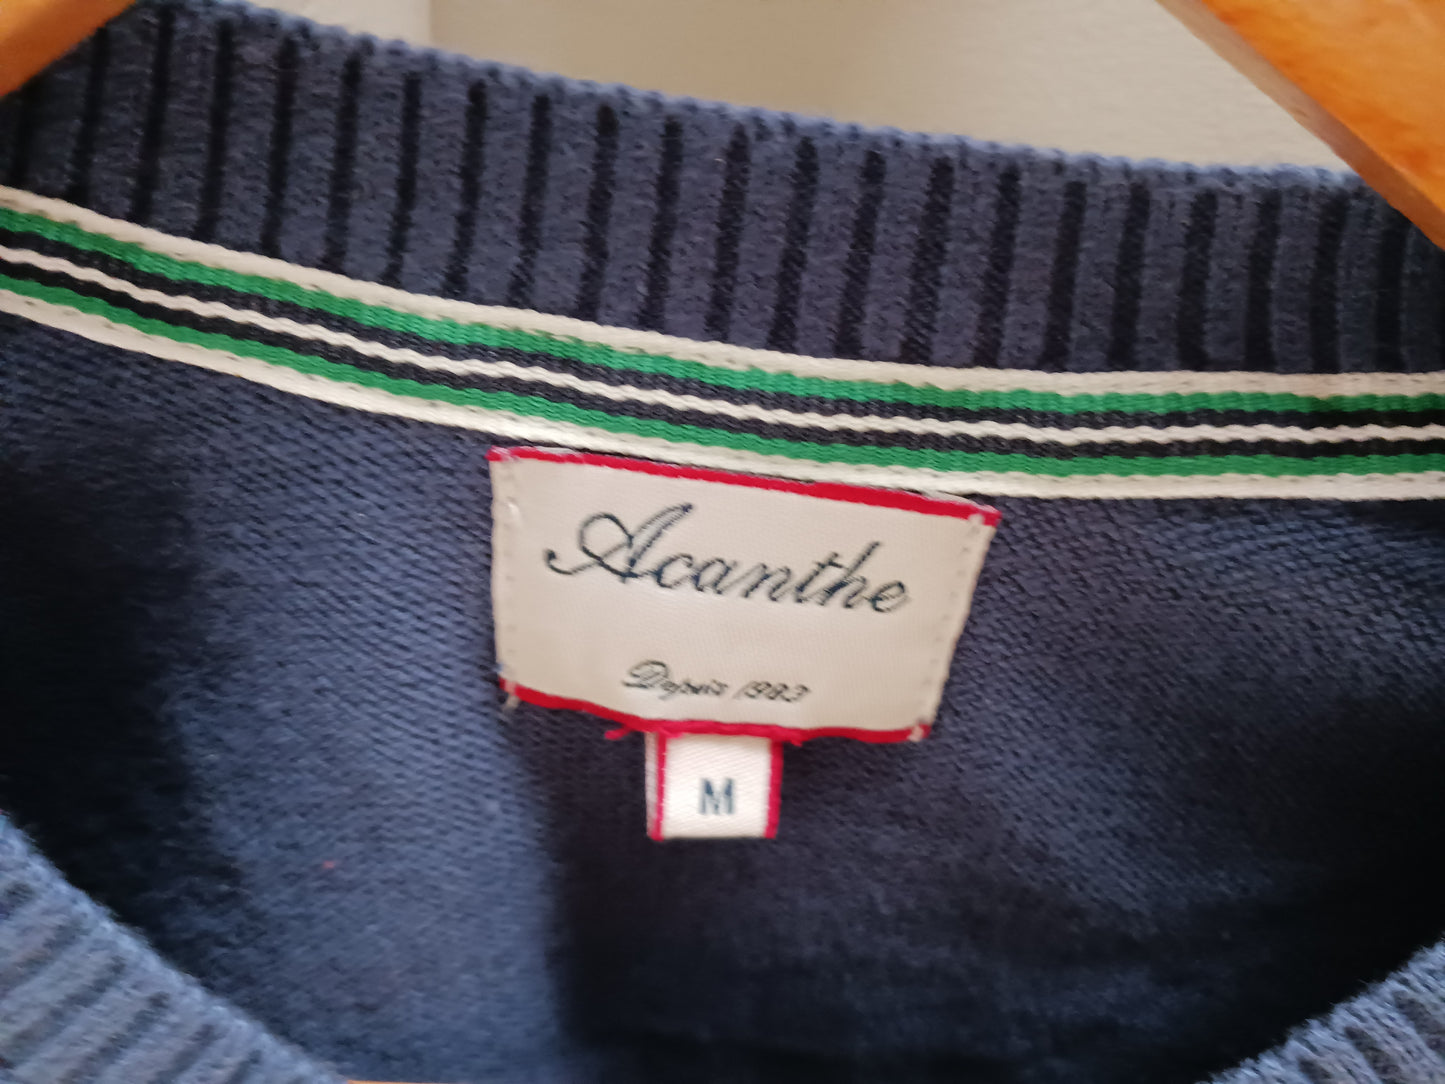 Acanthe
Depuis 1983
M